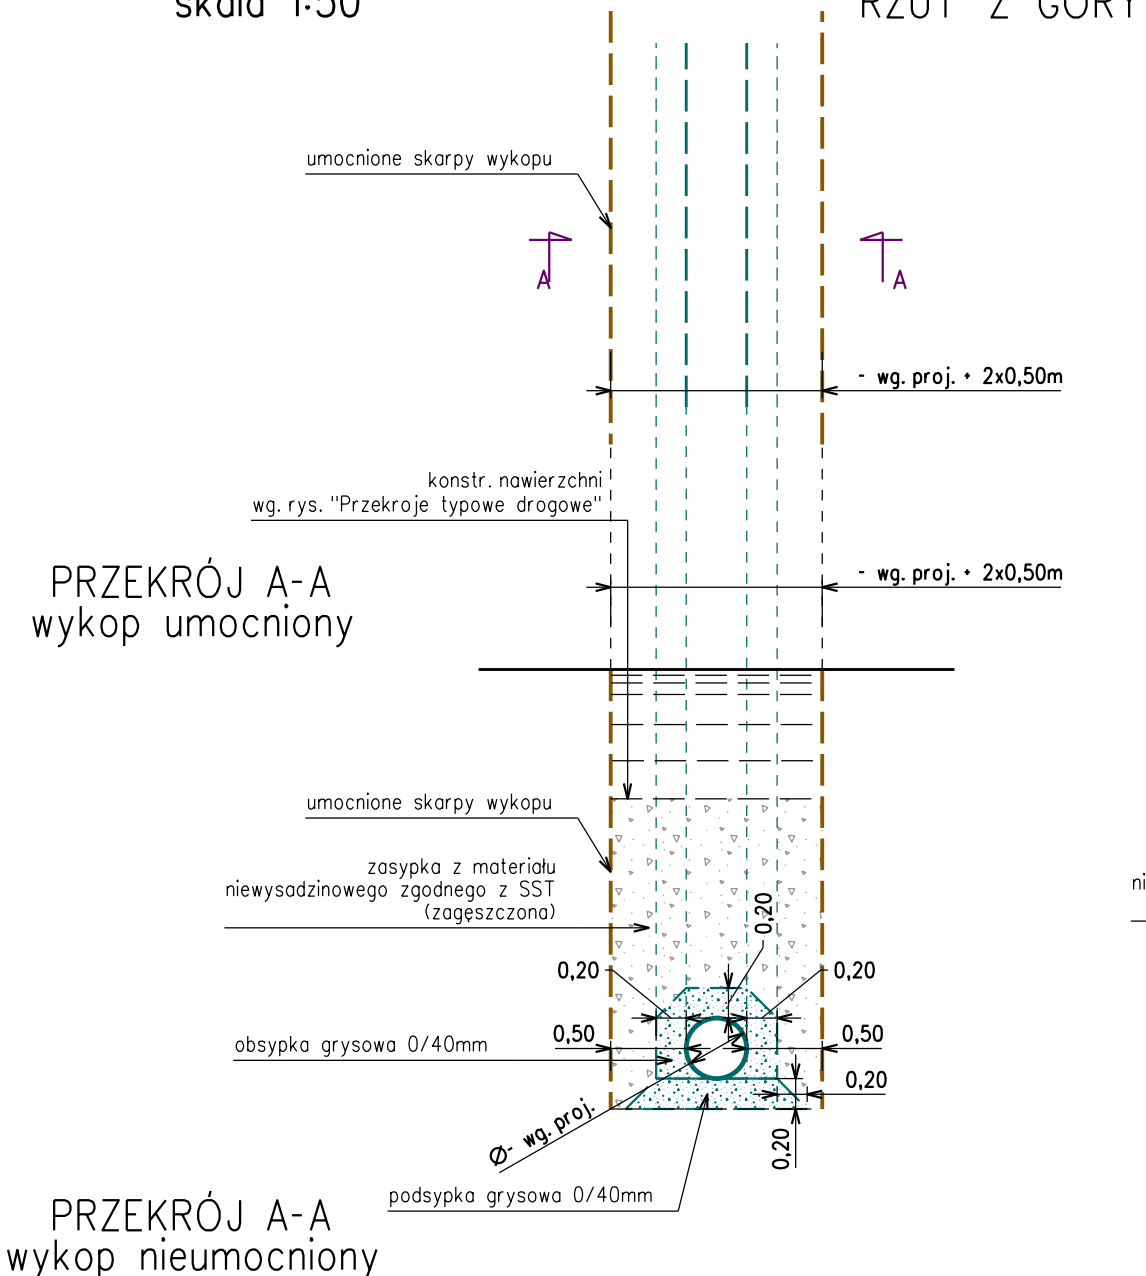 skala 1:50
RZUT Z GÓRY
umocnione skarpy wykopu
A
A
- wg. proj. + 2x0,50m
konstr. nawierzchni
wg. rys. "Przekroje typowe drogowe"
PRZEKRÓJ A-A
wykop umocniony
- wg. proj. + 2x0,50m
umocnione skarpy wykopu
zasypka z materiału
niewysadzinowego zgodnego z SST
(zagęszczona)
ni
0,20
0,20
0,20
0,50
0,50
obsypka grysowa 0/40mm
0,20
Ø- wg. proj.
0,20
podsypka grysowa 0/40mm
PRZEKRÓJ A-A
wykop nieumocniony